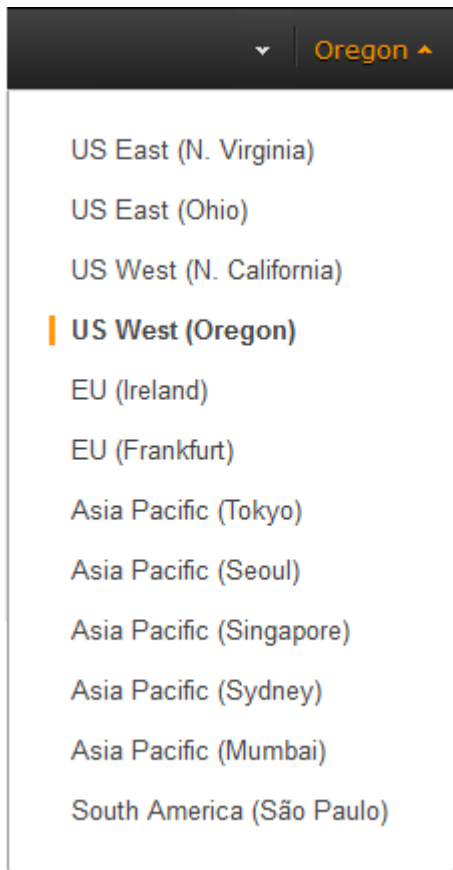 Oregon
US East (N. Virginia)
US East (Ohio)
US West (N. California)
US West (Oregon)
EU (Ireland)
EU (Frankfurt)
Asia Pacific (Tokyo)
Asia Pacific (Seoul)
Asia Pacific (Singapore)
Asia Pacific (Sydney)
Asia Pacific (Mumbai)
South America (São Paulo)